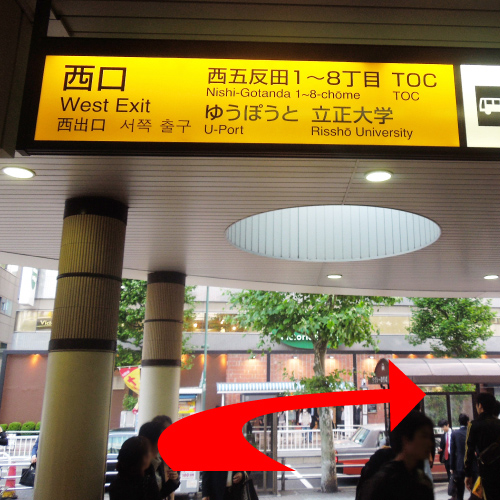 西口
West Exit
西出口 서쪽 출구
西五反田1～8丁目 TOC
Nishi-Gotanda 1~8-chōme TOC
ゆうぽうと 立正大学
U-Port Risshō University